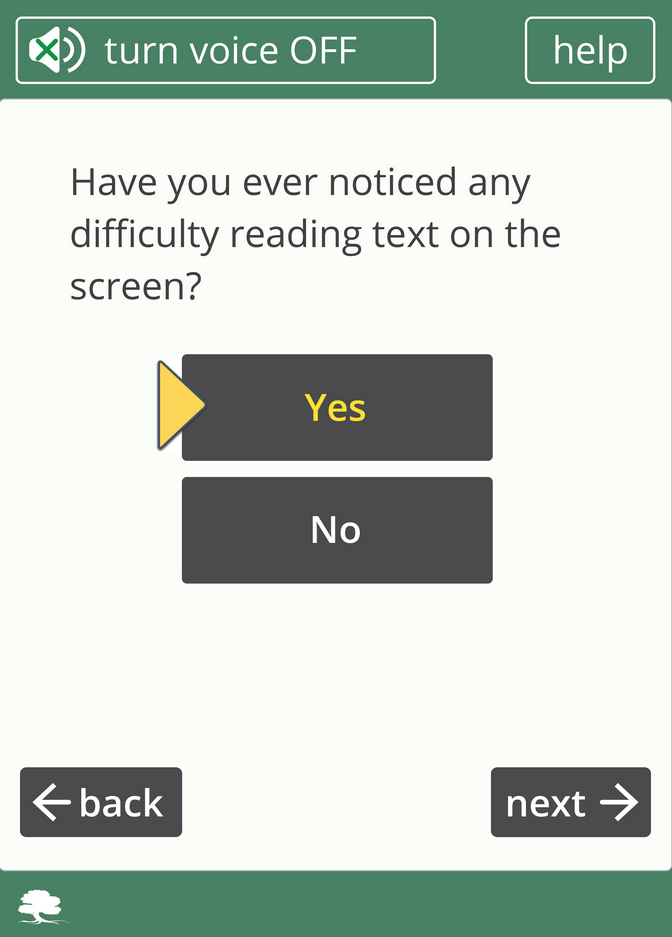 turn voice OFF
help
Have you ever noticed any
difficulty reading text on the
screen?
Yes
No
back
next